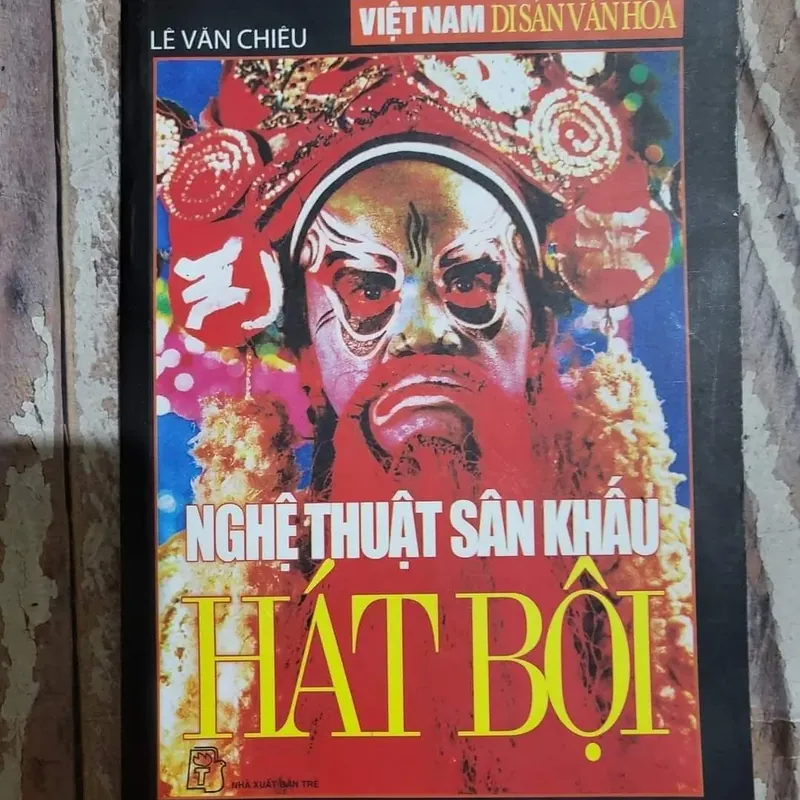 LÊ VĂN CHIÊU
VIỆT NAM DI SẢN VĂN HÓA
NGHỆ THUẬT SÂN KHẤU
HÁT BỘI
NHÀ XUẤT BẢN TRẺ